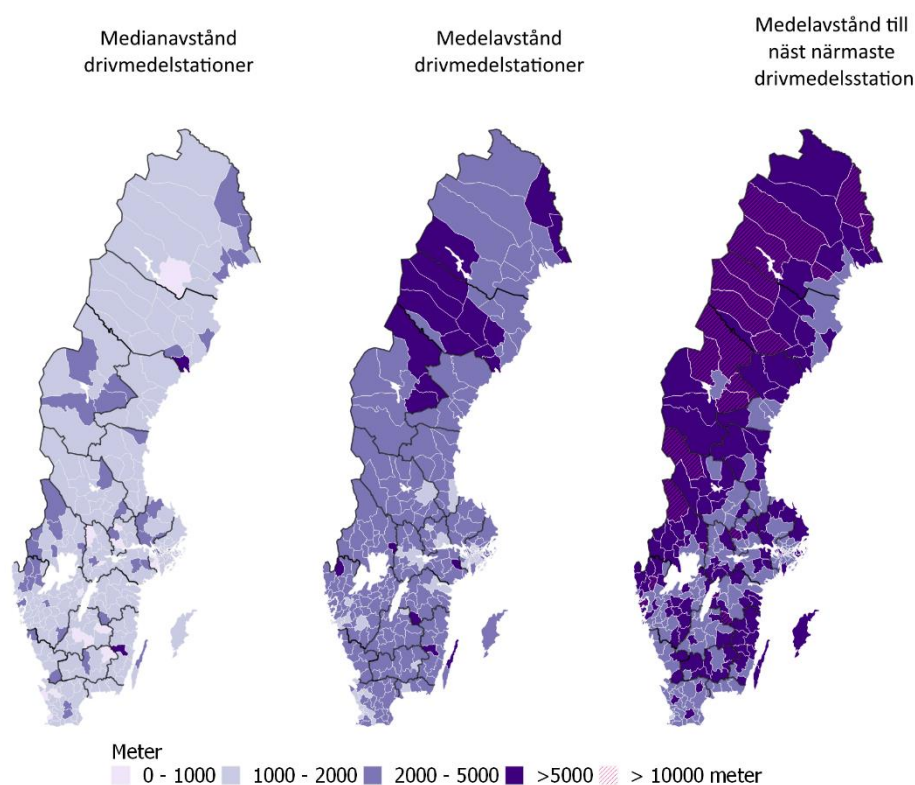 Medianavstånd
drivmedelstationer
Medelavstånd
drivmedelstationer
Medelavstånd till
näst närmaste
drivmedelsstation
Meter
0 - 1000 1000 - 2000 2000 - 5000 >5000 > 10000 meter